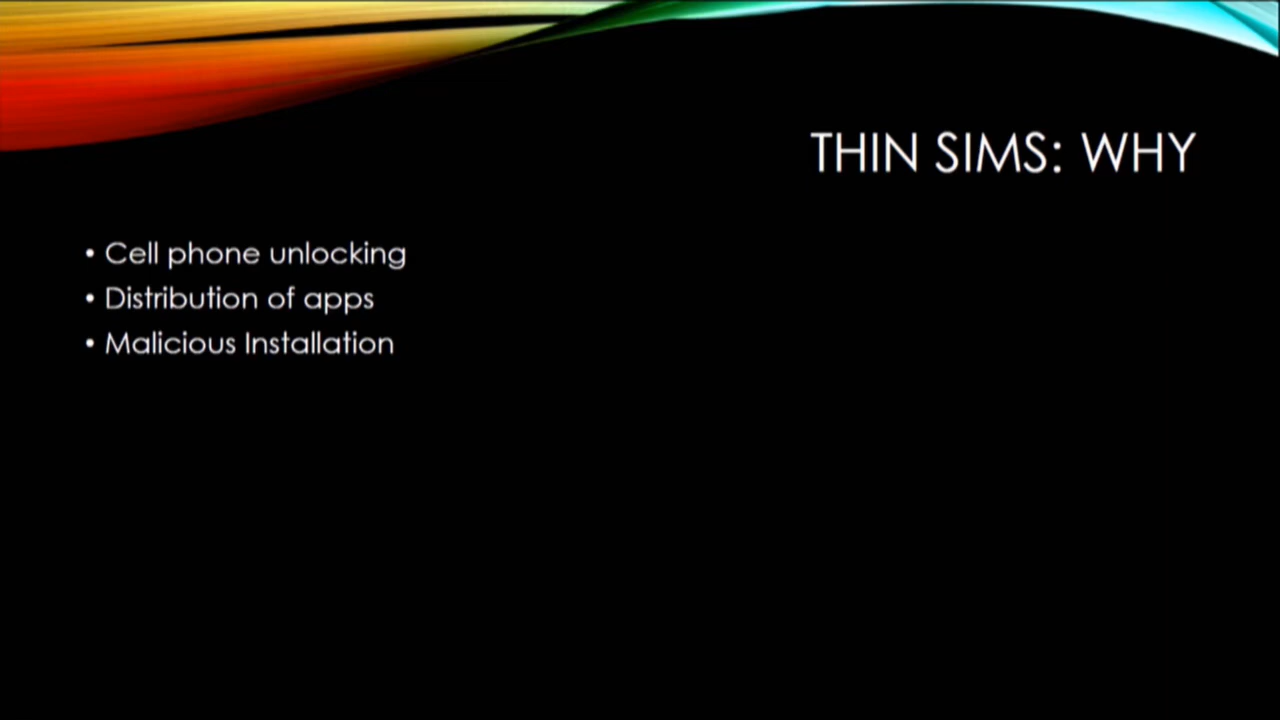 THIN SIMS: WHY
• Cell phone unlocking
• Distribution of apps
• Malicious Installation